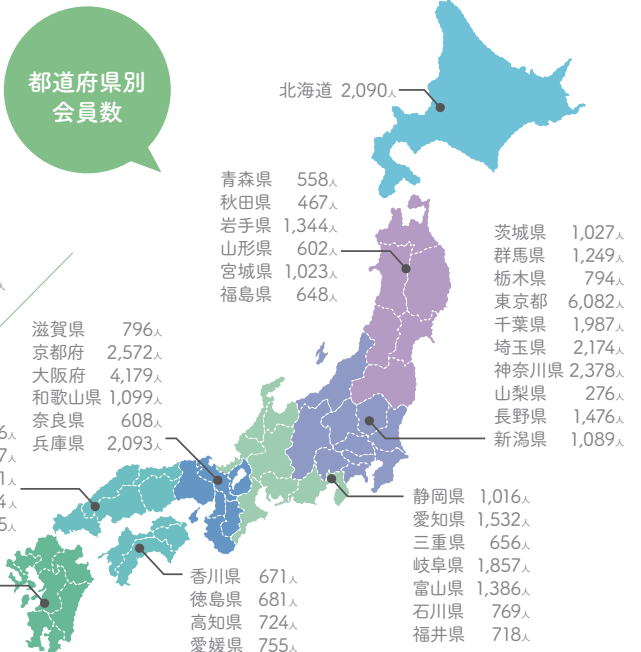 都道府県別
会員数
北海道 2,090人
青森県 558人
秋田県 467人
岩手県 1,344人
山形県 602人
宮城県 1,023人
福島県 648人
茨城県 1,027人
群馬県 1,249人
栃木県 794人
東京都 6,082人
千葉県 1,987人
埼玉県 2,174人
神奈川県 2,378人
山梨県 276人
長野県 1,476人
新潟県 1,089人
人
滋賀県 796人
京都府 2,572人
大阪府 4,179人
和歌山県 1,099人
奈良県 608人
兵庫県 2,093人
6人
7人
1人
4人
5人
静岡県 1,016人
愛知県 1,532人
三重県 656人
岐阜県 1,857人
富山県 1,386人
石川県 769人
福井県 718人
香川県 671人
徳島県 681人
高知県 724人
愛媛県 755人